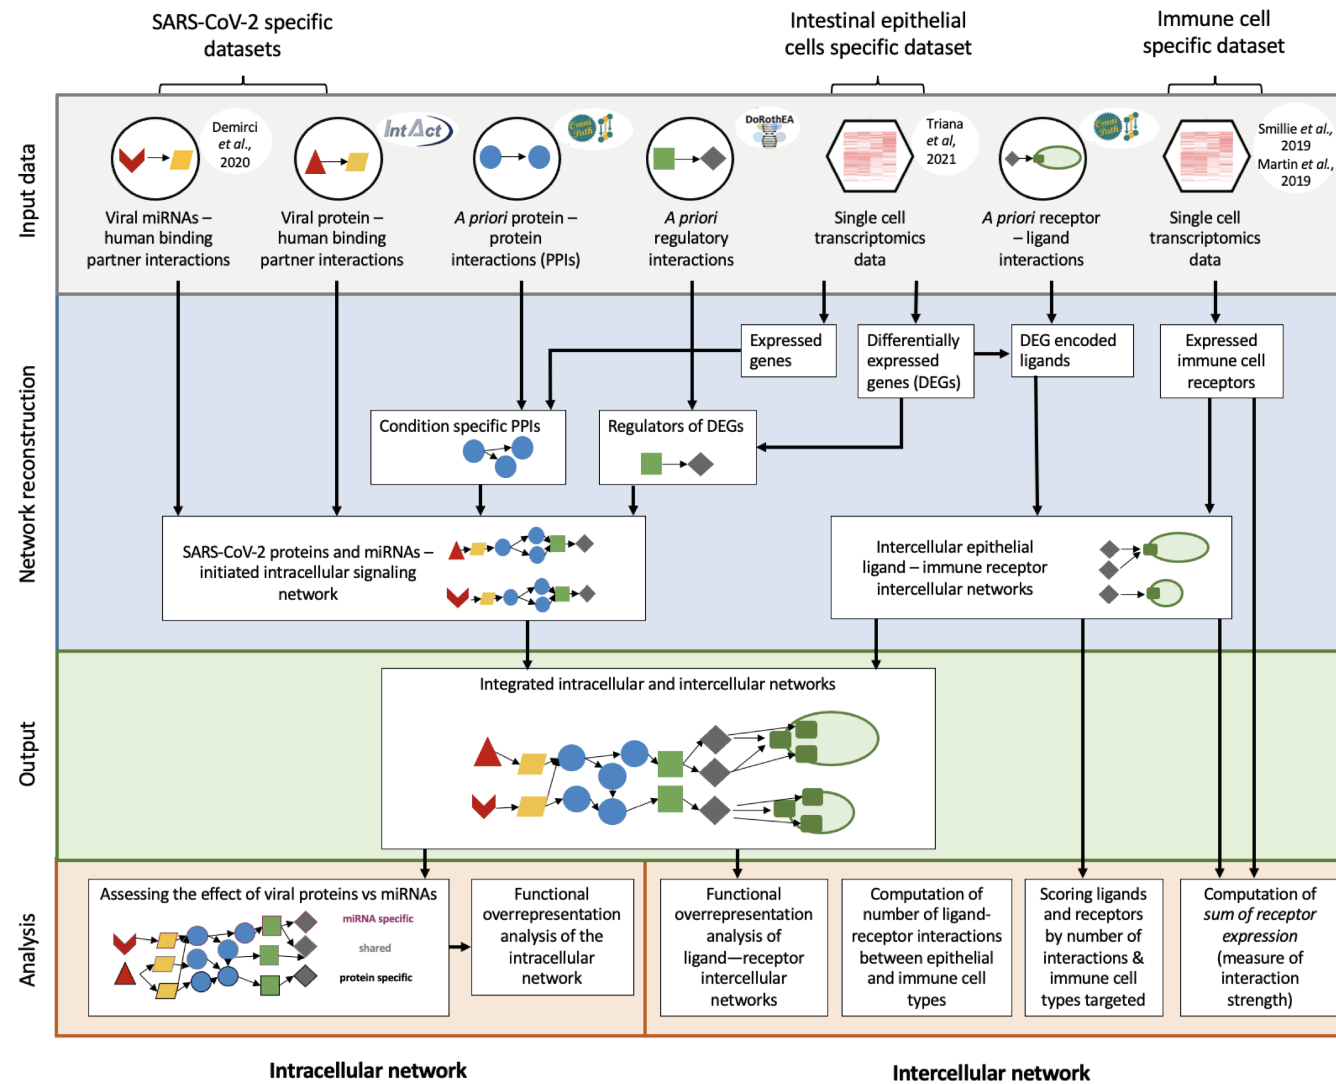 SARS-CoV-2 specific
datasets
Intestinal epithelial
cells specific dataset
Immune cell
specific dataset
Input data
Demirci
et al.,
2020
IntAct
Omni
Path
DoRothEA
Triana
et al,
2021
Omni
Path
Smillie et al.,
2019
Martin et al.,
2019
Viral miRNAs –
human binding
partner interactions
Viral protein –
human binding
partner interactions
A priori protein –
protein
interactions (PPIs)
A priori
regulatory
interactions
Single cell
transcriptomics
data
A priori receptor
– ligand
interactions
Single cell
transcriptomics
data
Network reconstruction
Expressed
genes
Differentially
expressed
genes (DEGs)
DEG encoded
ligands
Expressed
immune cell
receptors
Condition specific PPIs
Regulators of DEGs
SARS-CoV-2 proteins and miRNAs –
initiated intracellular signaling
network
Intercellular epithelial
ligand – immune receptor
intercellular networks
Output
Integrated intracellular and intercellular networks
Analysis
Assessing the effect of viral proteins vs miRNAs
miRNA specific
shared
protein specific
Functional
overrepresentation
analysis of the
intracellular
network
Functional
overrepresentation
analysis of
ligand—receptor
intercellular
networks
Computation of
number of ligand-
receptor interactions
between epithelial
and immune cell
types
Scoring ligands
and receptors
by number of
interactions &
immune cell
types targeted
Computation of
sum of receptor
expression
(measure of
interaction
strength)
Intracellular network
Intercellular network